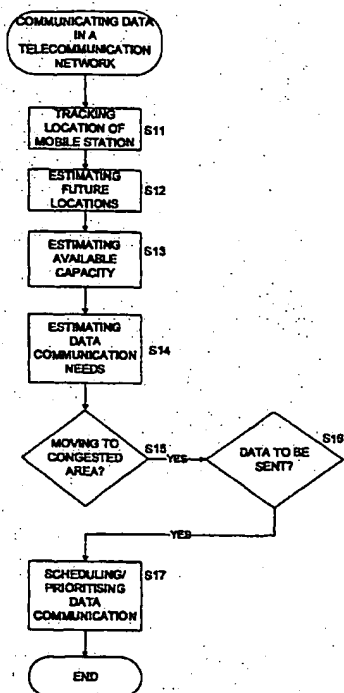 COMMUNICATING DATA
IN A
TELECOMMUNICATION
NETWORK
TRACKING
LOCATION OF
MOBILE STATION
S11
ESTIMATING
FUTURE
LOCATIONS
S12
ESTIMATING
AVAILABLE
CAPACITY
S13
ESTIMATING
DATA
COMMUNICATION
NEEDS
S14
MOVING TO
CONGESTED
AREA?
S15
YES
DATA TO BE
SENT?
S16
YES
SCHEDULING/
PRIORITISING
DATA
COMMUNICATION
S17
END